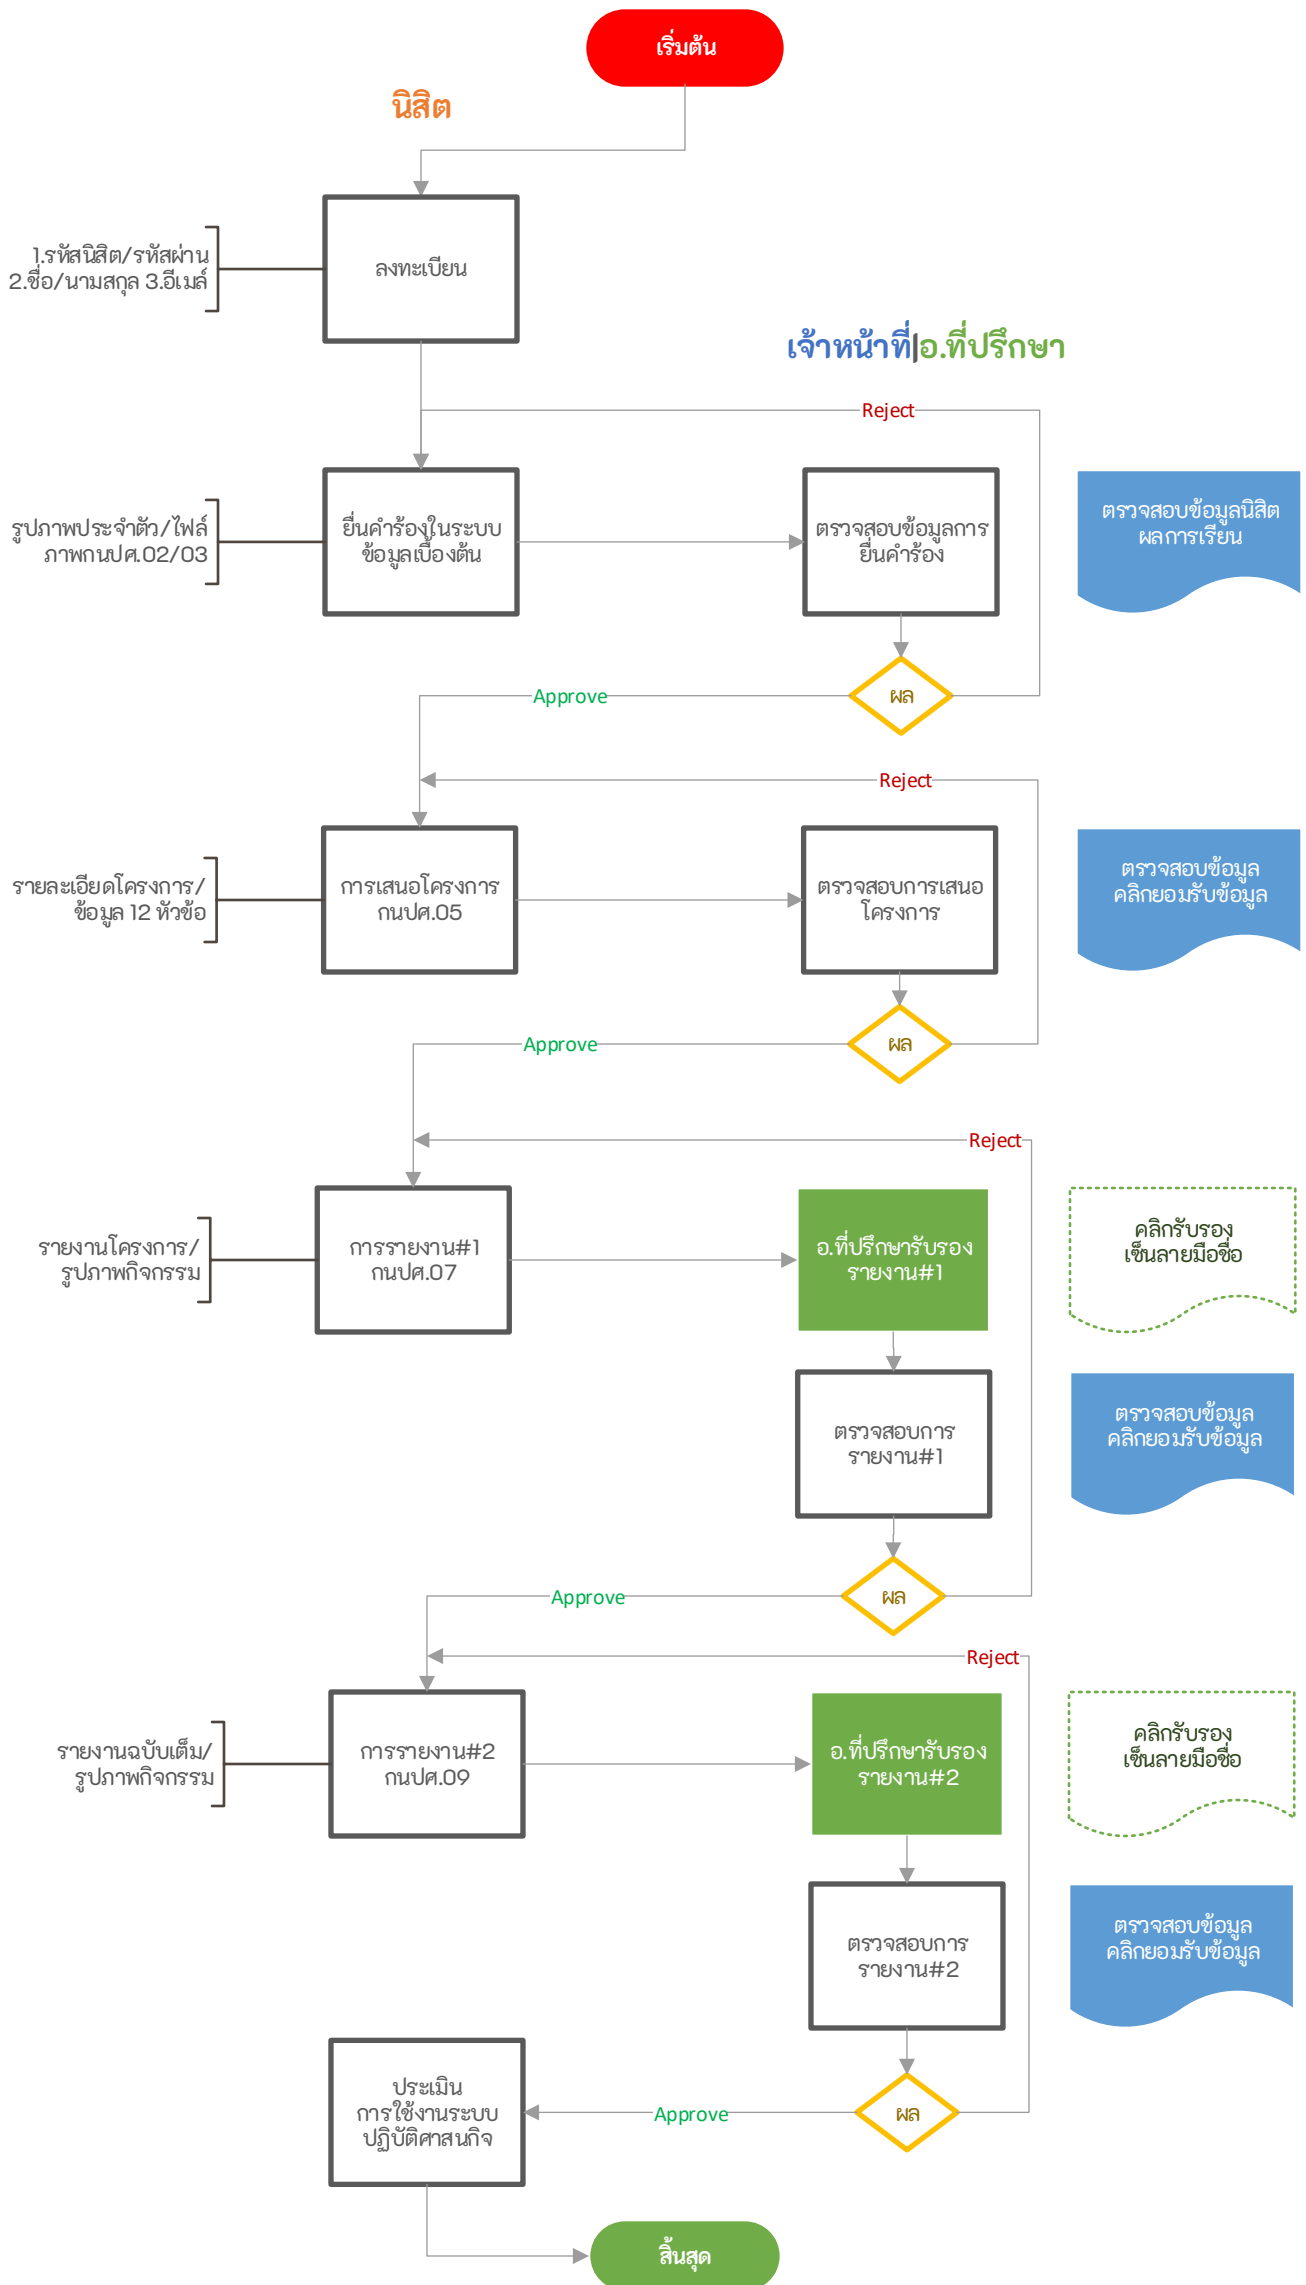 เริ่มต้น
นิสิต
1.รหัสนิสิต/รหัสผ่าน
2.ชื่อ/นามสกุล 3.อีเมล์
ลงทะเบียน
เจ้าหน้าที่|อ.ที่ปรึกษา
Reject
รูปภาพประจำตัว/ไฟล์
ภาพกนปศ.02/03
ยื่นคำร้องในระบบ
ข้อมูลเบื้องต้น
ตรวจสอบข้อมูลการ
ยื่นคำร้อง
ตรวจสอบข้อมูลนิสิต
ผลการเรียน
Approve
ผล
Reject
รายละเอียดโครงการ/
ข้อมูล 12 หัวข้อ
การเสนอโครงการ
กนปศ.05
ตรวจสอบการเสนอ
โครงการ
ตรวจสอบข้อมูล
คลิกยอมรับข้อมูล
Approve
ผล
Reject
รายงานโครงการ/
รูปภาพกิจกรรม
การรายงาน#1
กนปศ.07
อ.ที่ปรึกษารับรอง
รายงาน#1
คลิกรับรอง
เซ็นลายมือชื่อ
ตรวจสอบการ
รายงาน#1
ตรวจสอบข้อมูล
คลิกยอมรับข้อมูล
Approve
ผล
Reject
รายงานฉบับเต็ม/
รูปภาพกิจกรรม
การรายงาน#2
กนปศ.09
อ.ที่ปรึกษารับรอง
รายงาน#2
คลิกรับรอง
เซ็นลายมือชื่อ
ตรวจสอบการ
รายงาน#2
ตรวจสอบข้อมูล
คลิกยอมรับข้อมูล
ประเมิน
การใช้งานระบบ
ปฏิบัติศาสนกิจ
Approve
ผล
สิ้นสุด